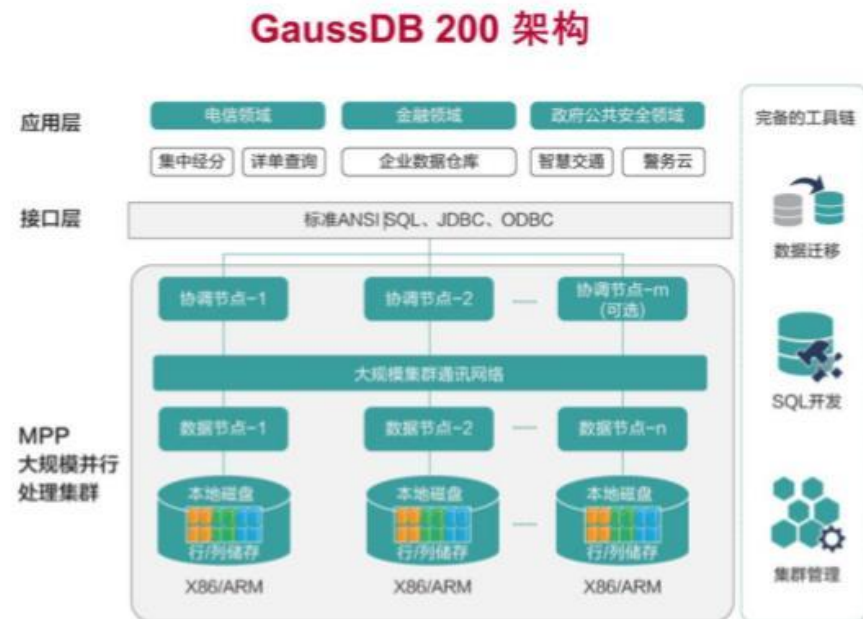 GaussDB 200 架构
应用层
电信领域
金融领域
政府公共安全领域
集中经分
详单查询
企业数据仓库
智慧交通
警务云
接口层
标准ANSI SQL、JDBC、ODBC
MPP
大规模并行
处理集群
协调节点-1
协调节点-2
协调节点-m
(可选)
大规模集群通讯网络
数据节点-1
数据节点-2
数据节点-n
本地磁盘
行/列储存
X86/ARM
本地磁盘
行/列储存
X86/ARM
本地磁盘
行/列储存
X86/ARM
完备的工具链
数据迁移
SQL开发
集群管理